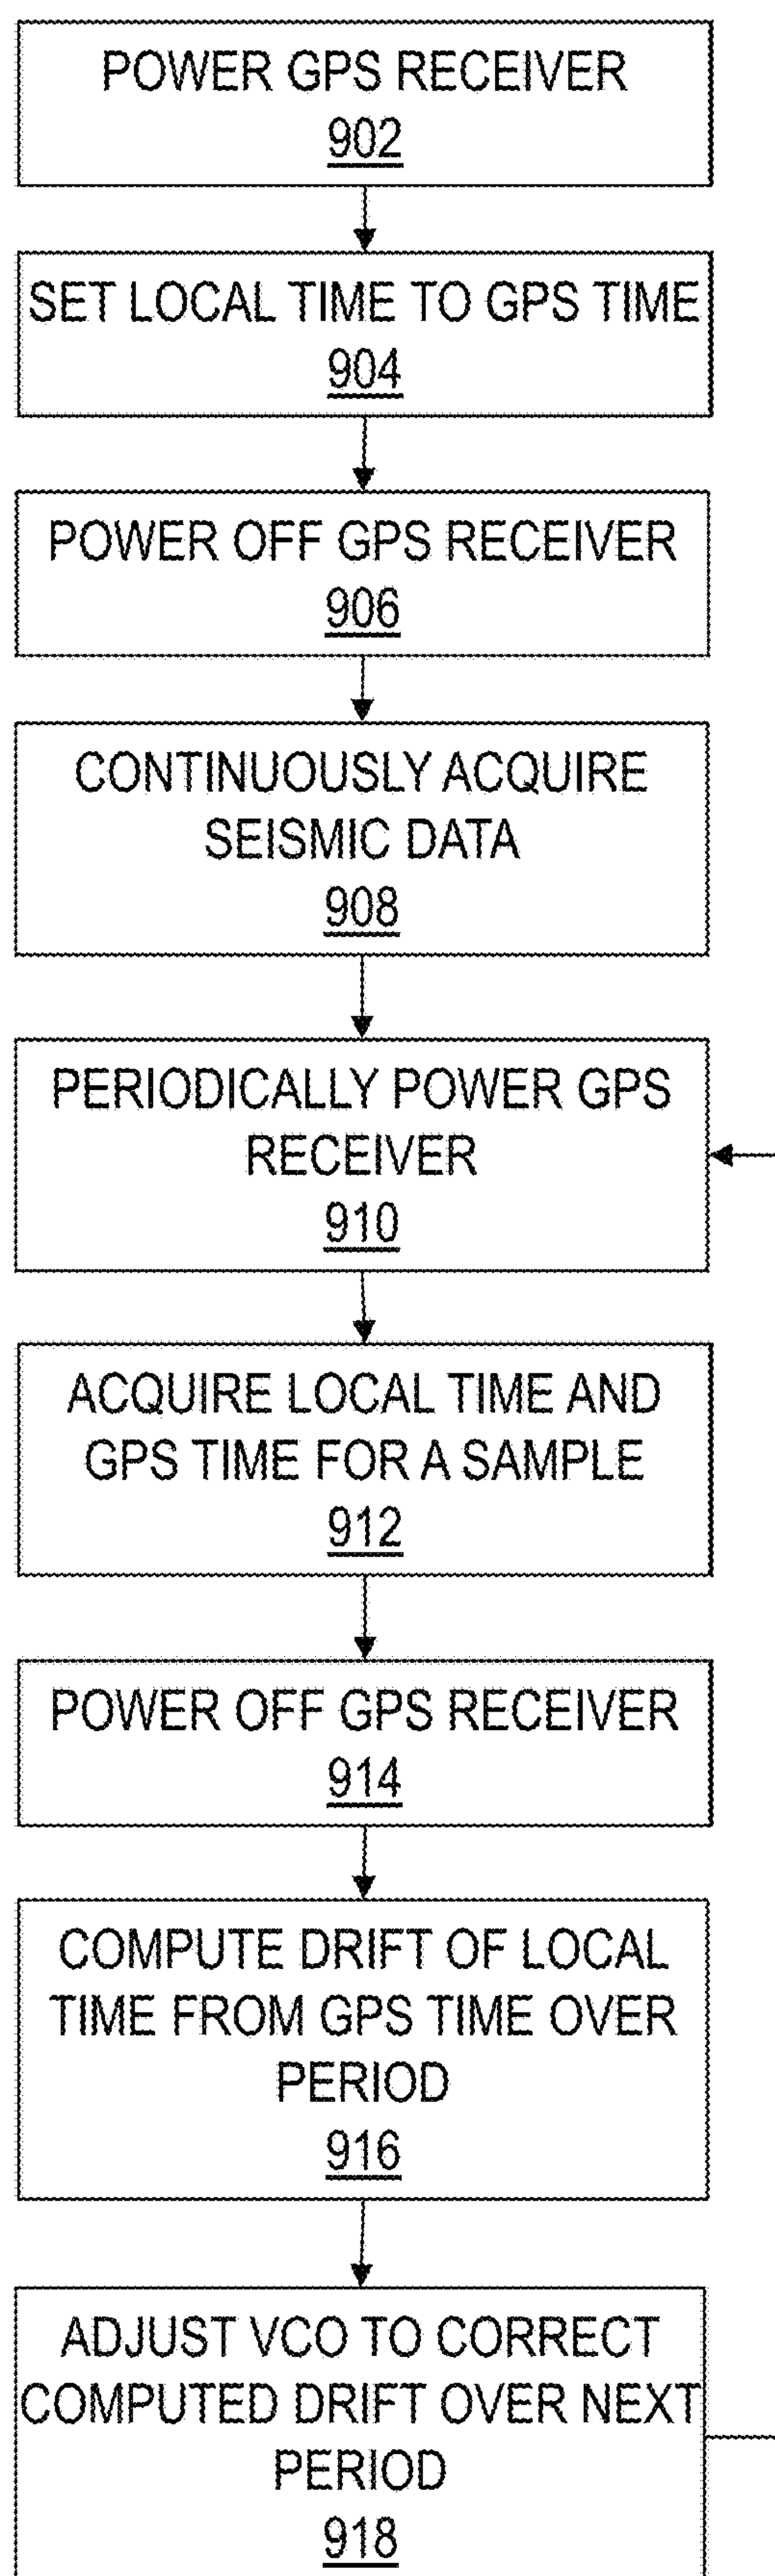 POWER GPS RECEIVER
902
SET LOCAL TIME TO GPS TIME
904
POWER OFF GPS RECEIVER
906
CONTINUOUSLY ACQUIRE
SEISMIC DATA
908
PERIODICALLY POWER GPS
RECEIVER
910
ACQUIRE LOCAL TIME AND
GPS TIME FOR A SAMPLE
912
POWER OFF GPS RECEIVER
914
COMPUTE DRIFT OF LOCAL
TIME FROM GPS TIME OVER
PERIOD
916
ADJUST VCO TO CORRECT
COMPUTED DRIFT OVER NEXT
PERIOD
918